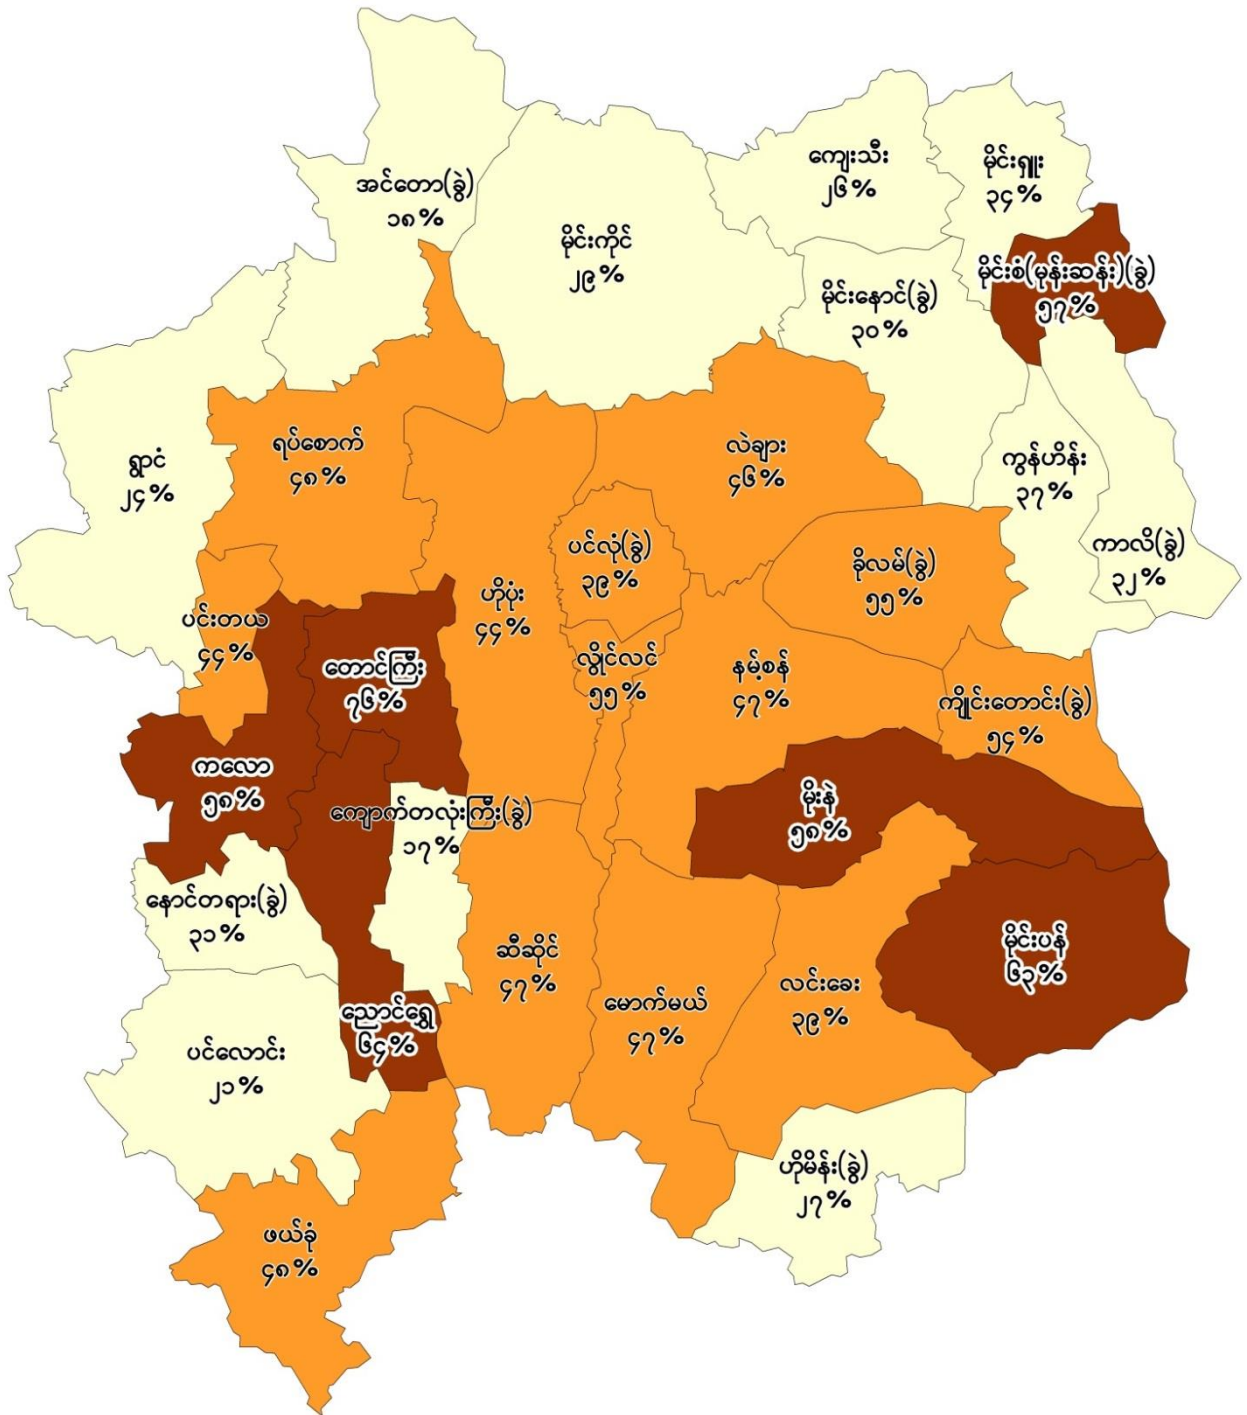 ကျေးသီး
၂၆%
မိုင်းရှူး
၃၄%
အင်တော(ခွဲ)
၁၈%
မိုင်းကိုင်
၂၉%
မိုင်းစံ(မုန်းဆန်း)(ခွဲ)
၅၇%
မိုင်းနောင်(ခွဲ)
၃၀%
ရပ်စောက်
၄၈%
လဲချား
၄၆%
ရွာငံ
၂၄%
ကွန်ဟိန်း
၃၇%
ပင်လုံ(ခွဲ)
၃၉%
ခိုလမ်(ခွဲ)
၅၅%
ကာလိ(ခွဲ)
၃၂%
ဟိုပုံး
၄၄%
ပင်းတယ
၄၄%
တောင်ကြီး
၇၆%
လွိုင်လင်
၅၅%
နမ့်စန်
၄၇%
ကျိုင်းတောင်း(ခွဲ)
၅၄%
ကလော
၅၈%
မိုးနဲ
၅၈%
ကျောက်တလုံးကြီး(ခွဲ)
၁၇%
နောင်တရား(ခွဲ)
၃၁%
ဆီဆိုင်
၄၇%
မိုင်းပန်
၆၃%
လင်းခေး
၃၉%
မောက်မယ်
၄၇%
ညောင်ရွှေ
၆၄%
ပင်လောင်း
၂၁%
ဟိုမိန်း(ခွဲ)
၂၇%
ဖယ်ခုံ
၄၈%